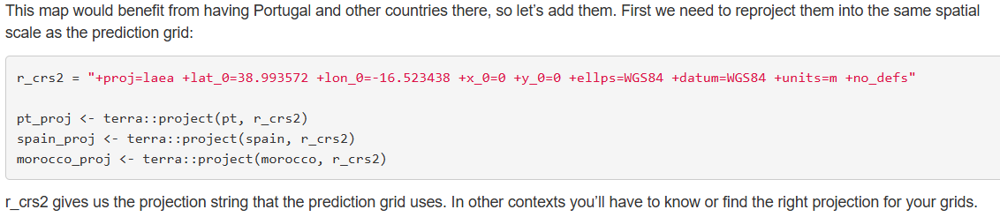 This map would benefit from having Portugal and other countries there, so let’s add them. First we need to reproject them into the same spatial
scale as the prediction grid:
r_crs2 = "+proj=laea +lat_0=38.993572 +lon_0=-16.523438 +x_0=0 +y_0=0 +ellps=WGS84 +datum=WGS84 +units=m +no_defs"
pt_proj <- terra::project(pt, r_crs2)
spain_proj <- terra::project(spain, r_crs2)
morocco_proj <- terra::project(morocco, r_crs2)
r_crs2 gives us the projection string that the prediction grid uses. In other contexts you’ll have to know or find the right projection for your grids.